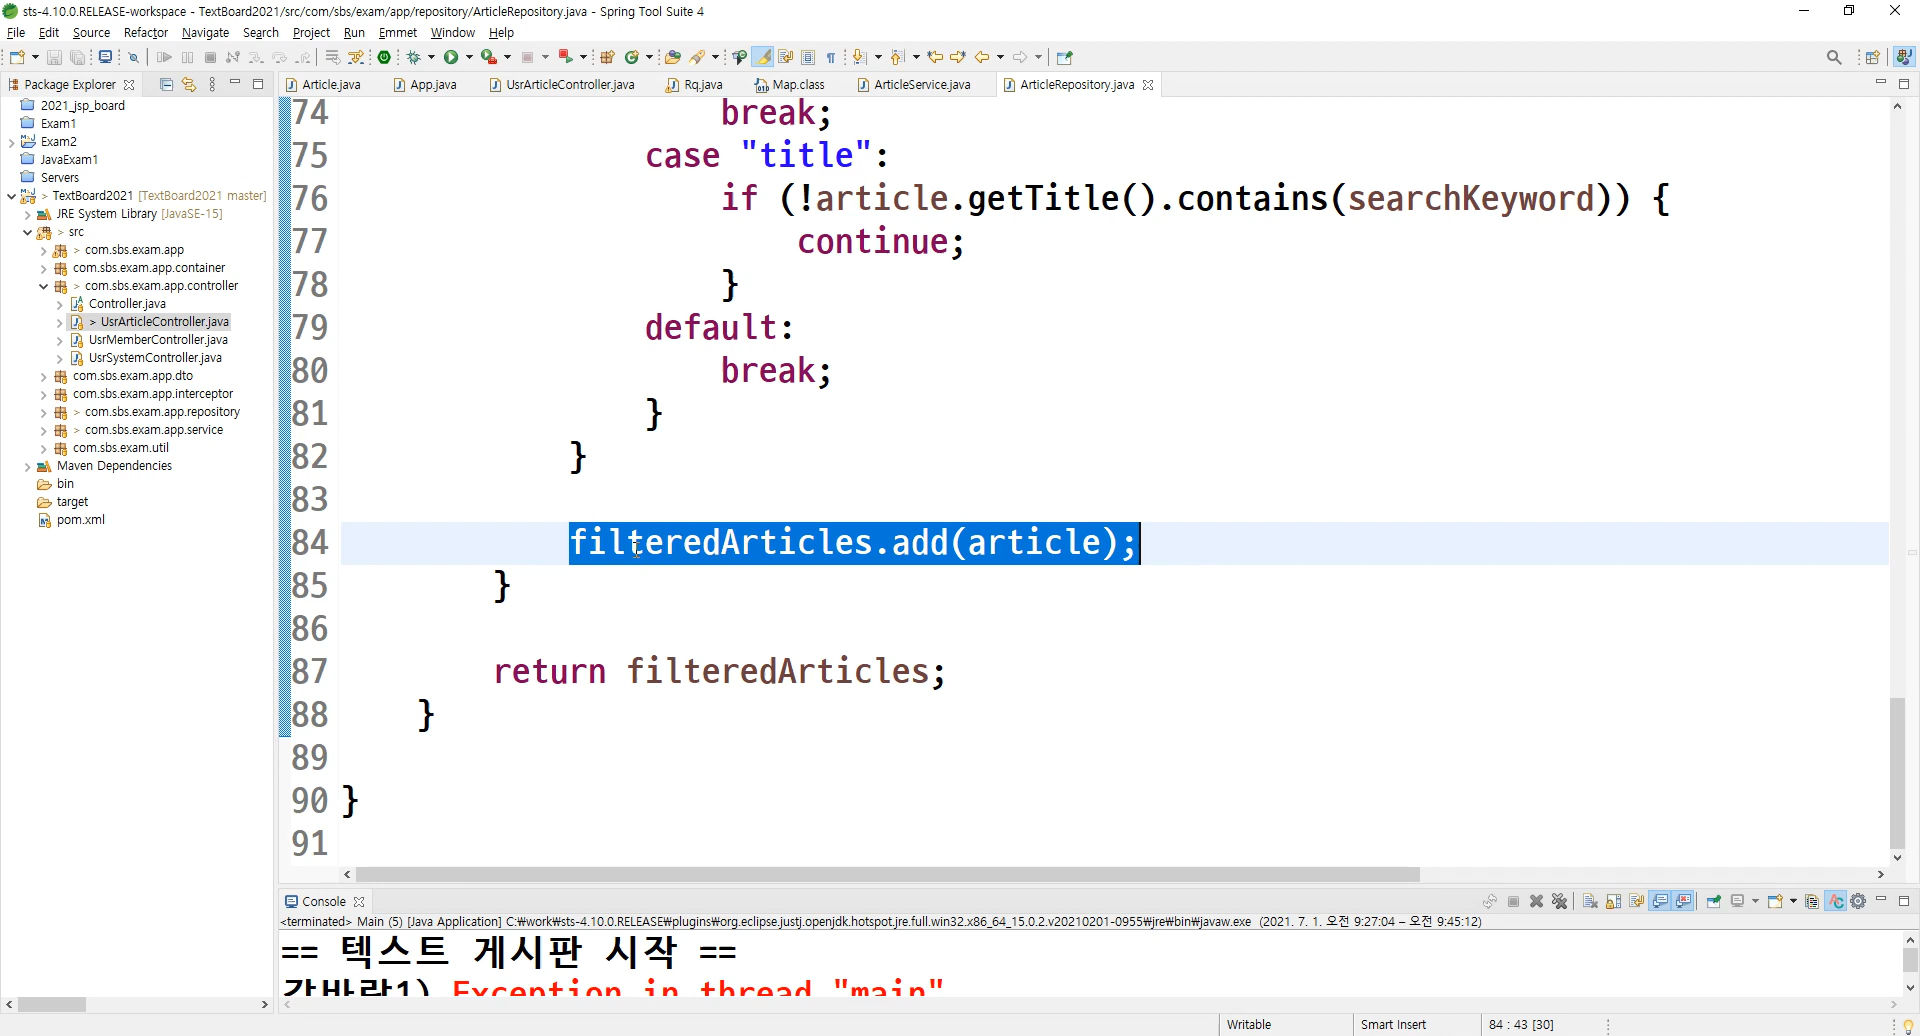 sts-4.10.0.RELEASE-workspace - TextBoard2021/src/com/sbs/exam/app/repository/ArticleRepository.java - Spring Tool Suite 4
File Edit Source Refactor Navigate Search Project Run Emmet Window Help
Package Explorer
Article.java App.java UsrArticleController.java Rq.java Map.class ArticleService.java ArticleRepository.java
2021_jsp_board
Exam1
Exam2
JavaExam1
Servers
> TextBoard2021 [TextBoard2021 master]
JRE System Library [JavaSE-15]
> src
> com.sbs.exam.app
com.sbs.exam.app.container
> com.sbs.exam.app.controller
Controller.java
> UsrArticleController.java
UsrMemberController.java
UsrSystemController.java
com.sbs.exam.app.dto
com.sbs.exam.app.interceptor
> com.sbs.exam.app.repository
> com.sbs.exam.app.service
com.sbs.exam.util
Maven Dependencies
bin
target
pom.xml
74 break;
75 case "title":
76 if (!article.getTitle().contains(searchKeyword)) {
77 continue;
78 }
79 default:
80 break;
81 }
82 }
83
84 filteredArticles.add(article);
85 }
86
87 return filteredArticles;
88 }
89
90 }
91
Console
<terminated> Main (5) [Java Application] C:₩work₩sts-4.10.0.RELEASE₩plugins₩org.eclipse.justj.openjdk.hotspot.jre.full.win32.x86_64_15.0.2.v20210201-0955₩jre₩bin₩javaw.exe (2021. 7. 1. 오전 9:27:04 – 오전 9:45:12)
== 텍스트 게시판 시작 ==
Exception in thread "main"
Writable Smart Insert 84 : 43 [30]